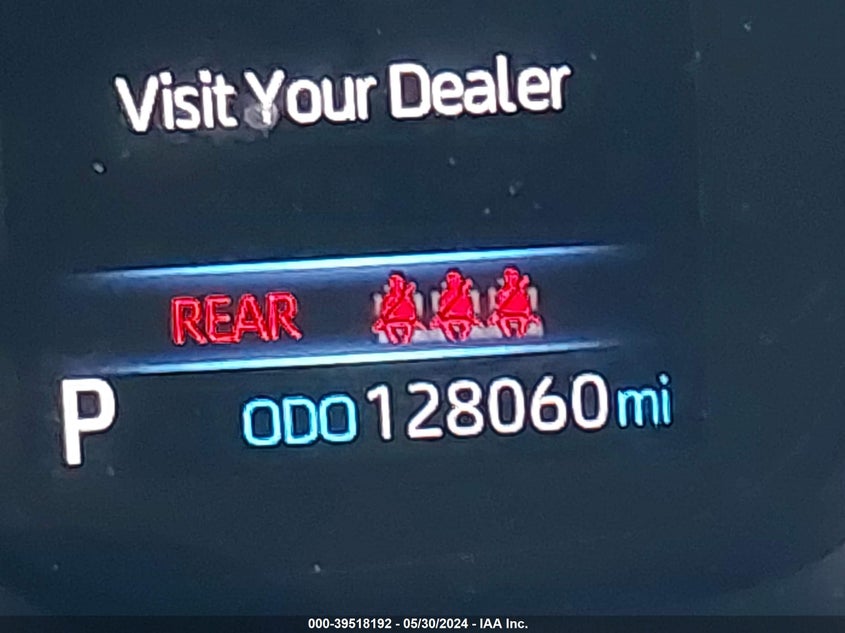 Visit Your Dealer
REAR
P ODO 128060 mi
000-39518192 - 05/30/2024 - IAA Inc.